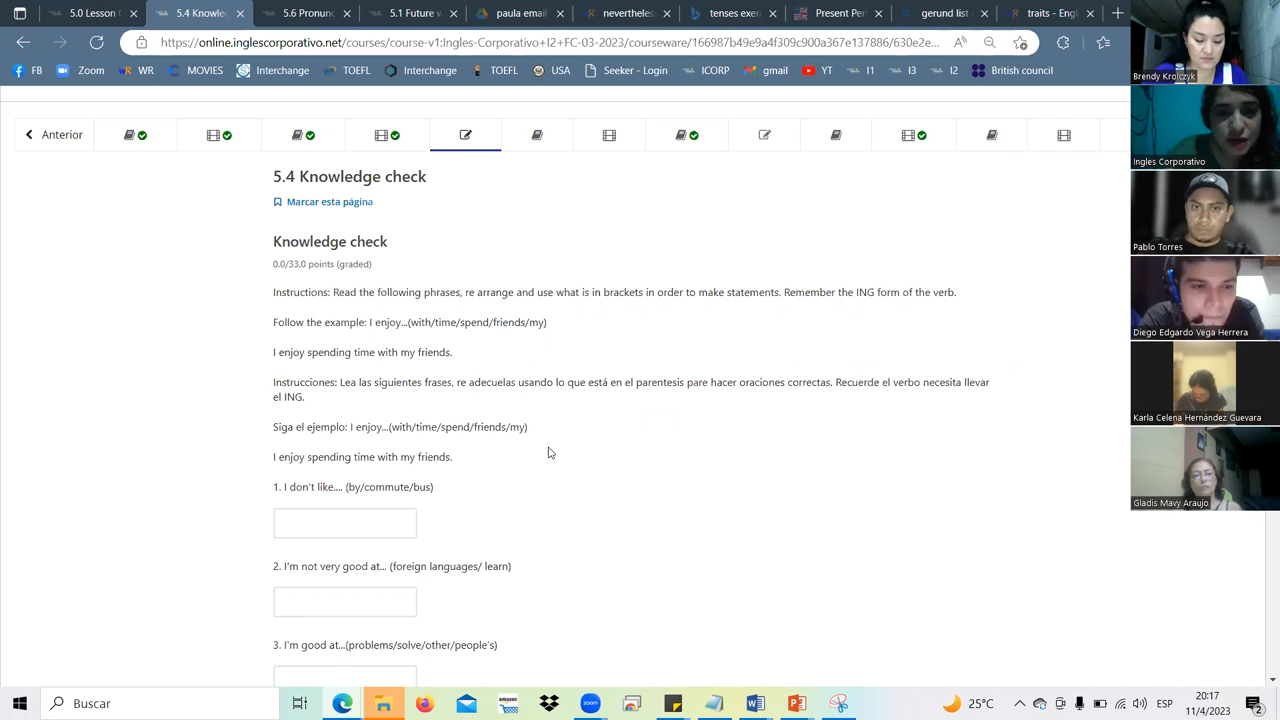 5.0 Lesson O
5.4 Knowle
5.6 Pronunc
5.1 Future w
paula email
nevertheles
tenses exer
Present Per
gerund list
traits - Engl
https://online.inglescorporativo.net/courses/course-v1:Ingles-Corporativo+I2+FC-03-2023/courseware/166987b49e9a4f309c900a367e137886/630e2e...
FB
Zoom
WR
MOVIES
Interchange
TOEFL
Interchange
TOEFL
USA
Seeker - Login
ICORP
gmail
YT
I1
I3
I2
British council
Anterior
5.4 Knowledge check
Marcar esta página
Knowledge check
0.0/33.0 points (graded)
Instructions: Read the following phrases, re arrange and use what is in brackets in order to make statements. Remember the ING form of the verb.
Follow the example: I enjoy...(with/time/spend/friends/my)
I enjoy spending time with my friends.
Instrucciones: Lea las siguientes frases, re adecuelas usando lo que está en el parentesis pare hacer oraciones correctas. Recuerde el verbo necesita llevar
el ING.
Siga el ejemplo: I enjoy...(with/time/spend/friends/my)
I enjoy spending time with my friends.
1. I don't like.... (by/commute/bus)
2. I'm not very good at... (foreign languages/ learn)
3. I'm good at...(problems/solve/other/people's)
Brendy Krolczyk
Ingles Corporativo
Pablo Torres
Diego Edgardo Vega Herrera
Karla Celena Hernández Guevara
Gladis Mavy Araujo
Buscar
amazon
zoom
25°C
ESP
20:17
11/4/2023
2